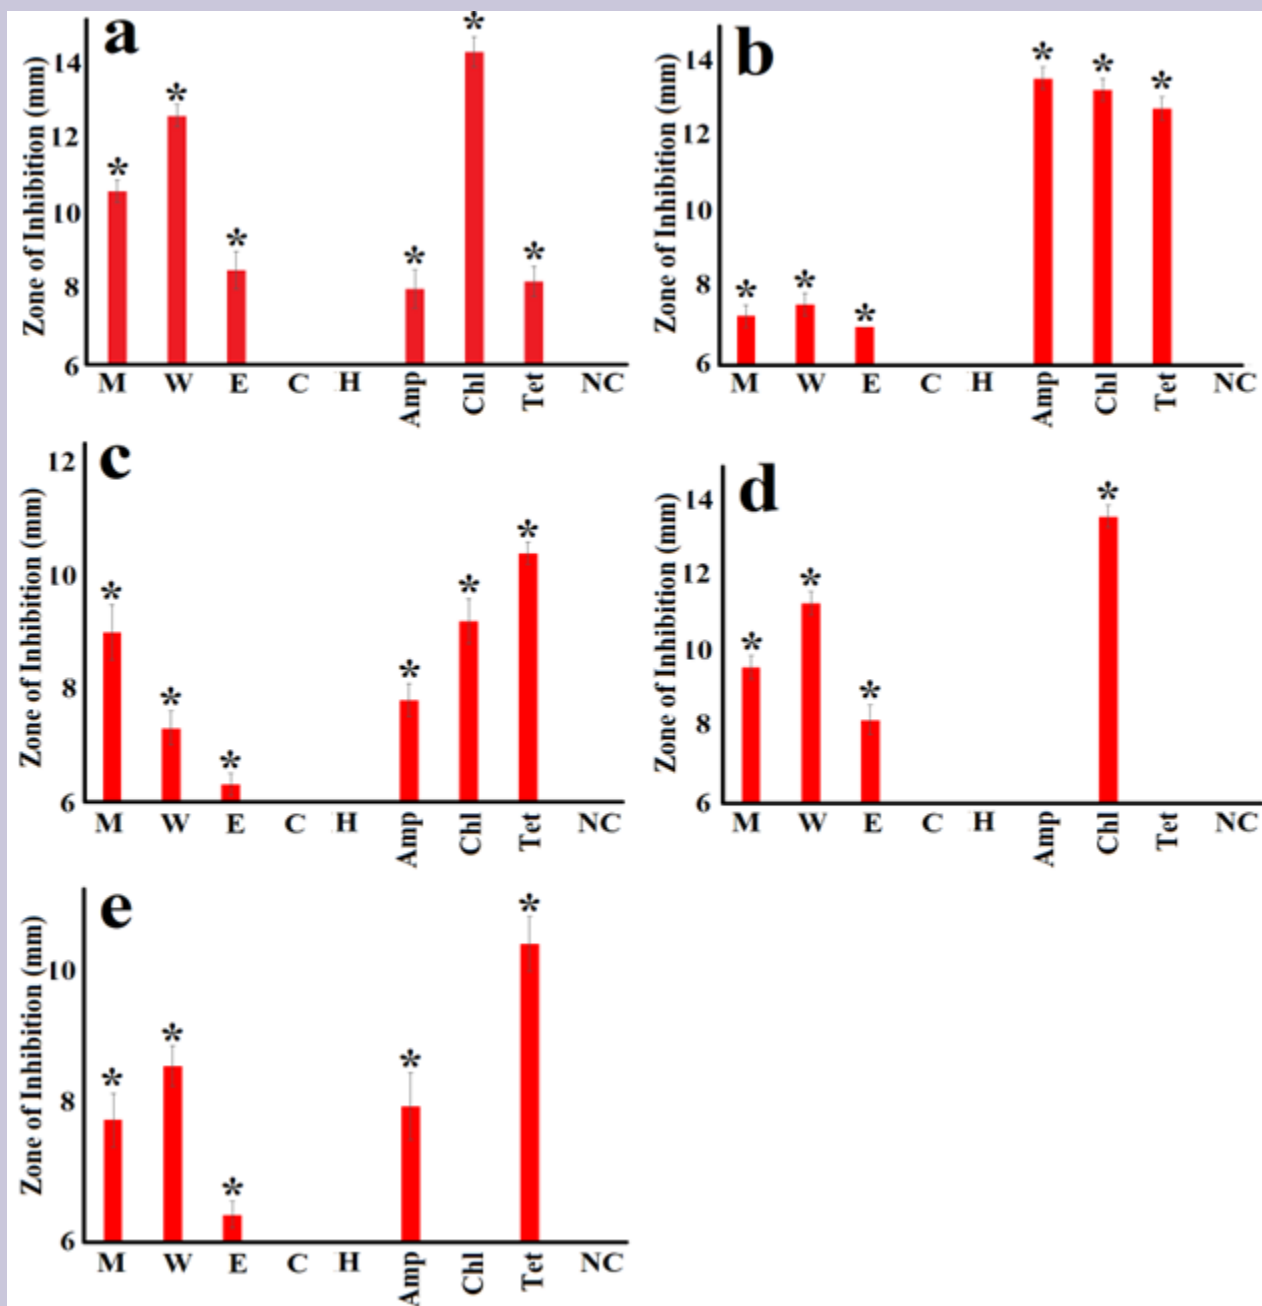 a
Zone of Inhibition (mm)
14
12
10
8
6
* * * * * *
M W E C H Amp Chl Tet NC
b
Zone of Inhibition (mm)
14
12
10
8
6
* * * * * *
M W E C H Amp Chl Tet NC
c
Zone of Inhibition (mm)
12
10
8
6
* * * * * *
M W E C H Amp Chl Tet NC
d
Zone of Inhibition (mm)
14
12
10
8
6
* * * *
M W E C H Amp Chl Tet NC
e
Zone of Inhibition (mm)
10
8
6
* * * * *
M W E C H Amp Chl Tet NC